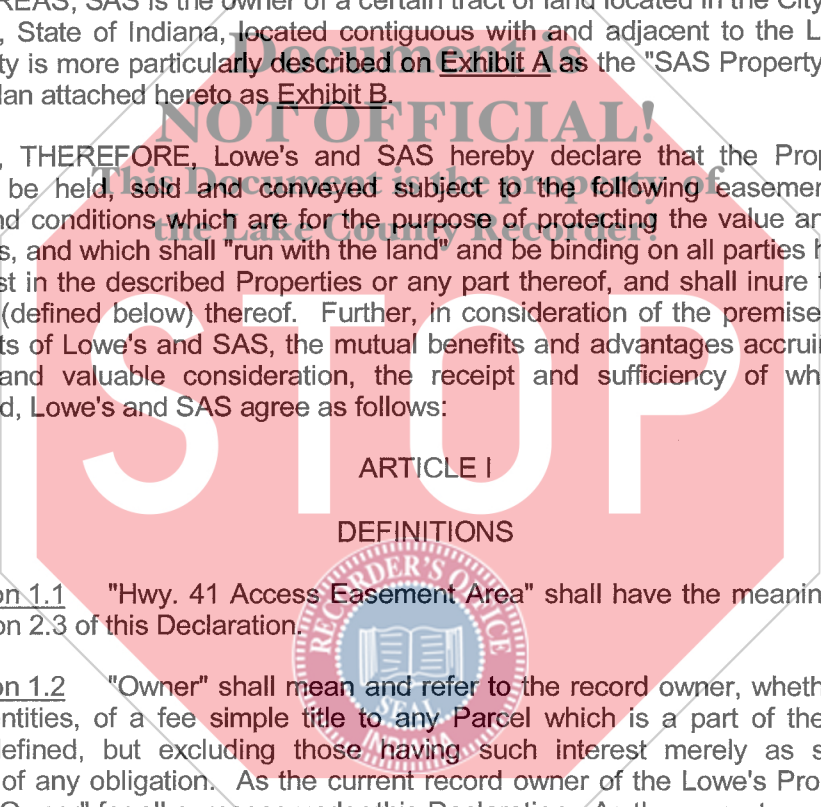 REAS, SAS is the owner of a certain tract of land located in the City
, State of Indiana, located contiguous with and adjacent to the L
Document is
ty is more particularly described on Exhibit A as the "SAS Property
lan attached hereto as Exhibit B.
NOT OFFICIAL!
, THEREFORE, Lowe's and SAS hereby declare that the Prop
This Document is the property of
be held, sold and conveyed subject to the following easemen
nd conditions which are for the purpose of protecting the value an
the Lake County Recorder!
s, and which shall "run with the land" and be binding on all parties h
st in the described Properties or any part thereof, and shall inure t
(defined below) thereof. Further, in consideration of the premise
ts of Lowe's and SAS, the mutual benefits and advantages accruin
and valuable consideration, the receipt and sufficiency of wh
d, Lowe's and SAS agree as follows:
STOP
ARTICLE I
DEFINITIONS
RECORDER'S OFFICE
on 1.1 "Hwy. 41 Access Easement Area" shall have the meanin
on 2.3 of this Declaration.
on 1.2 "Owner" shall mean and refer to the record owner, wheth
ntities, of a fee simple title to any Parcel which is a part of the
SEAL
efined, but excluding those having such interest merely as s
INDIANA
of any obligation. As the current record owner of the Lowe's Pro